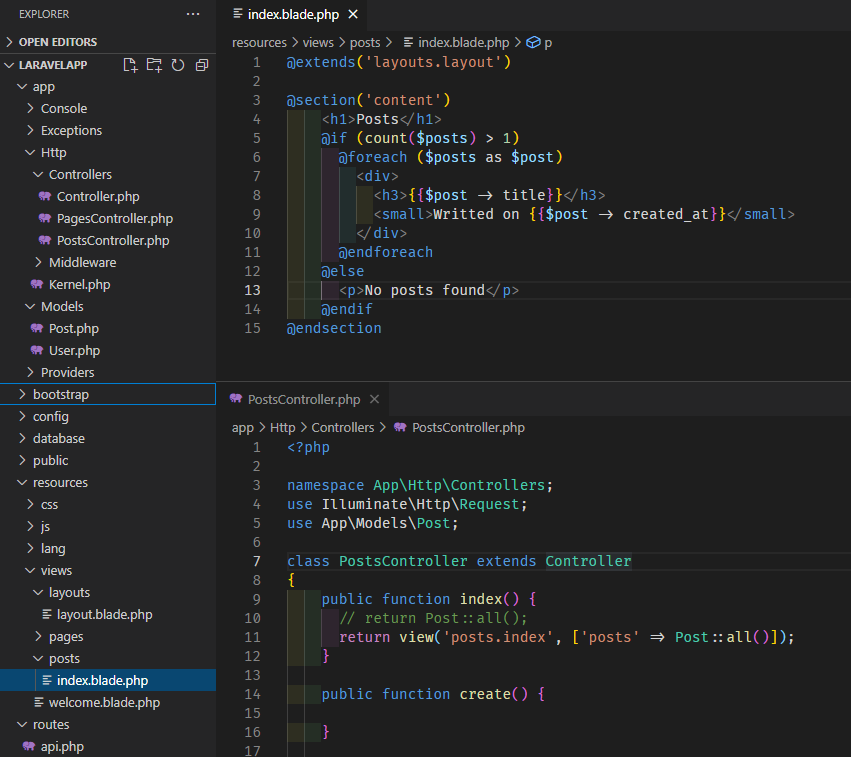 EXPLORER ...
OPEN EDITORS
LARAVELAPP
app
Console
Exceptions
Http
Controllers
Controller.php
PagesController.php
PostsController.php
Middleware
Kernel.php
Models
Post.php
User.php
Providers
bootstrap
config
database
public
resources
css
js
lang
views
layouts
layout.blade.php
pages
posts
index.blade.php
welcome.blade.php
routes
api.php
index.blade.php
resources > views > posts > index.blade.php > p
1 @extends('layouts.layout')
2
3 @section('content')
4 <h1>Posts</h1>
5 @if (count($posts) > 1)
6 @foreach ($posts as $post)
7 <div>
8 <h3>{{$post → title}}</h3>
9 <small>Writted on {{$post → created_at}}</small>
10 </div>
11 @endforeach
12 @else
13 <p>No posts found</p>
14 @endif
15 @endsection
PostsController.php
app > Http > Controllers > PostsController.php
1 <?php
2
3 namespace App\Http\Controllers;
4 use Illuminate\Http\Request;
5 use App\Models\Post;
6
7 class PostsController extends Controller
8 {
9 public function index() {
10 // return Post::all();
11 return view('posts.index', ['posts' ⇒ Post::all()]);
12 }
13
14 public function create() {
15
16 }
17